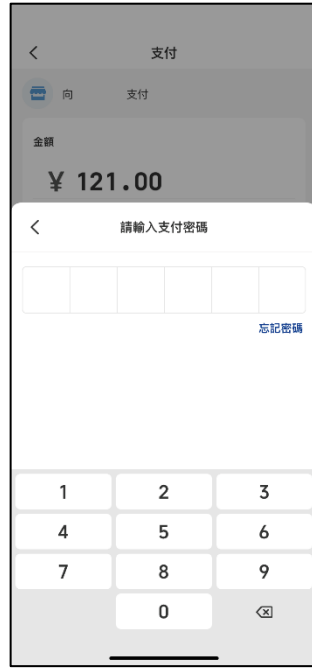 支付
向 支付
金額
¥ 121.00
請輸入支付密碼
忘記密碼
1 2 3
4 5 6
7 8 9
0